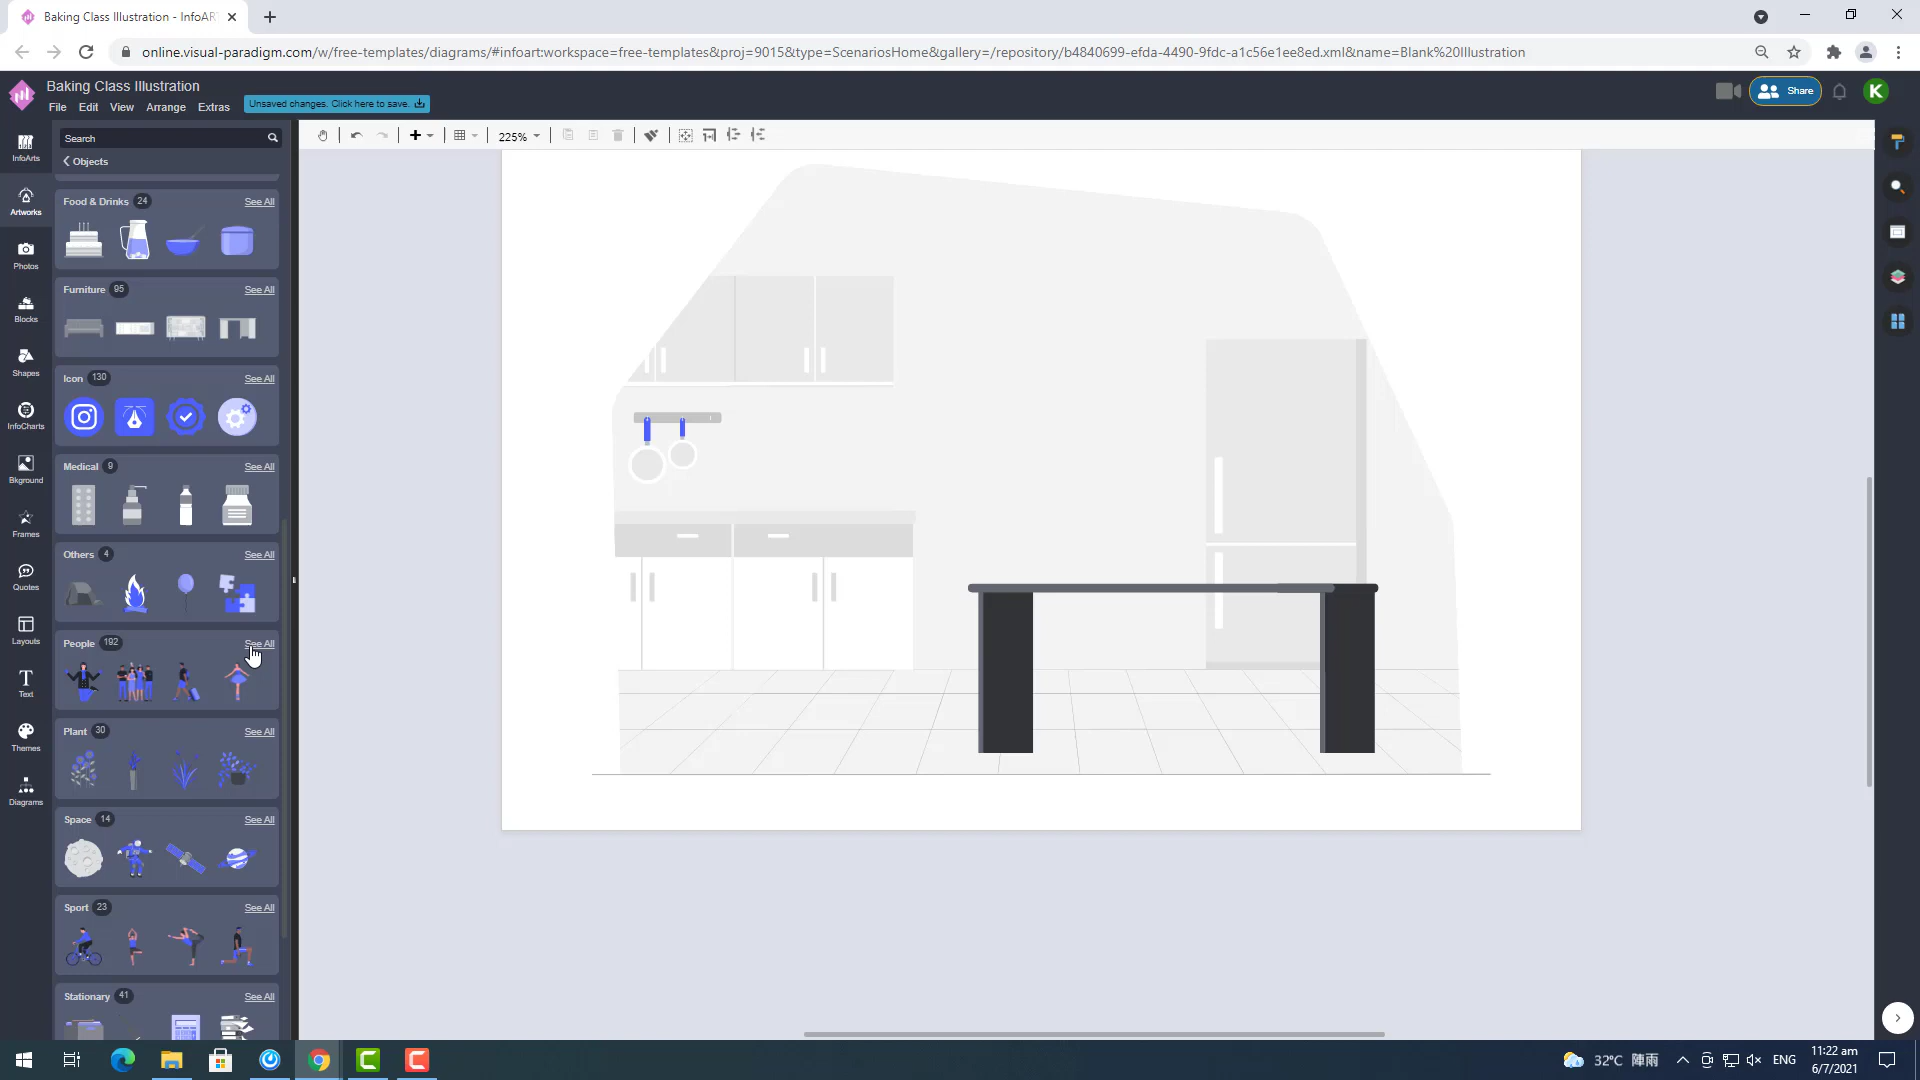 Baking Class Illustration - InfoAR
online.visual-paradigm.com/w/free-templates/diagrams/#infoart:workspace=free-templates&proj=9015&type=ScenariosHome&gallery=/repository/b4840699-efda-4490-9fdc-a1c56e1ee8ed.xml&name=Blank%20Illustration
Baking Class Illustration
File Edit View Arrange Extras
Unsaved changes. Click here to save.
Share
K
InfoArts
Artworks
Photos
Blocks
Shapes
InfoCharts
Bkground
Frames
Quotes
Layouts
Text
Themes
Diagrams
Search
Objects
225%
Food & Drinks 24 See All
Furniture 95 See All
Icon 130 See All
Medical 9 See All
Others 4 See All
People 192 See All
Plant 30 See All
Space 14 See All
Sport 23 See All
Stationary 41 See All
32°C 陣雨
ENG
11:22 am
6/7/2021